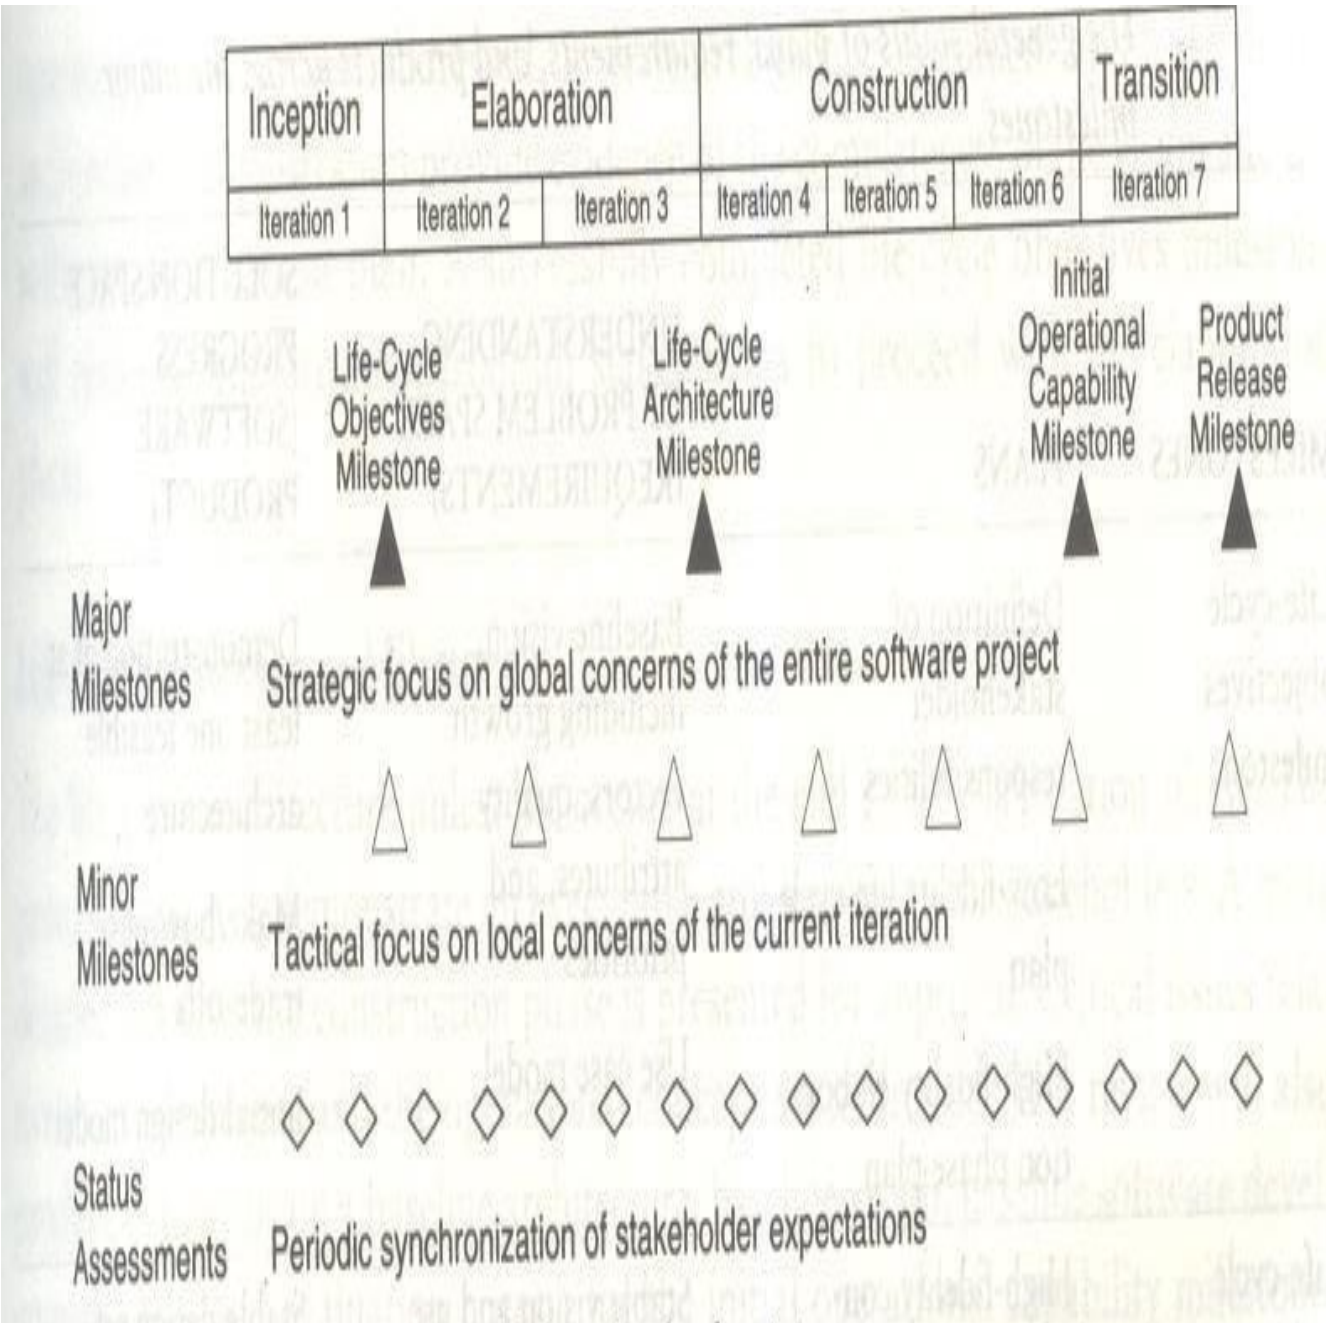 Inception
Elaboration
Construction
Transition
Iteration 1
Iteration 2
Iteration 3
Iteration 4
Iteration 5
Iteration 6
Iteration 7
Life-Cycle
Objectives
Milestone
Life-Cycle
Architecture
Milestone
Initial
Operational
Capability
Milestone
Product
Release
Milestone
Major
Milestones
Strategic focus on global concerns of the entire software project
Minor
Milestones
Tactical focus on local concerns of the current iteration
Status
Assessments
Periodic synchronization of stakeholder expectations